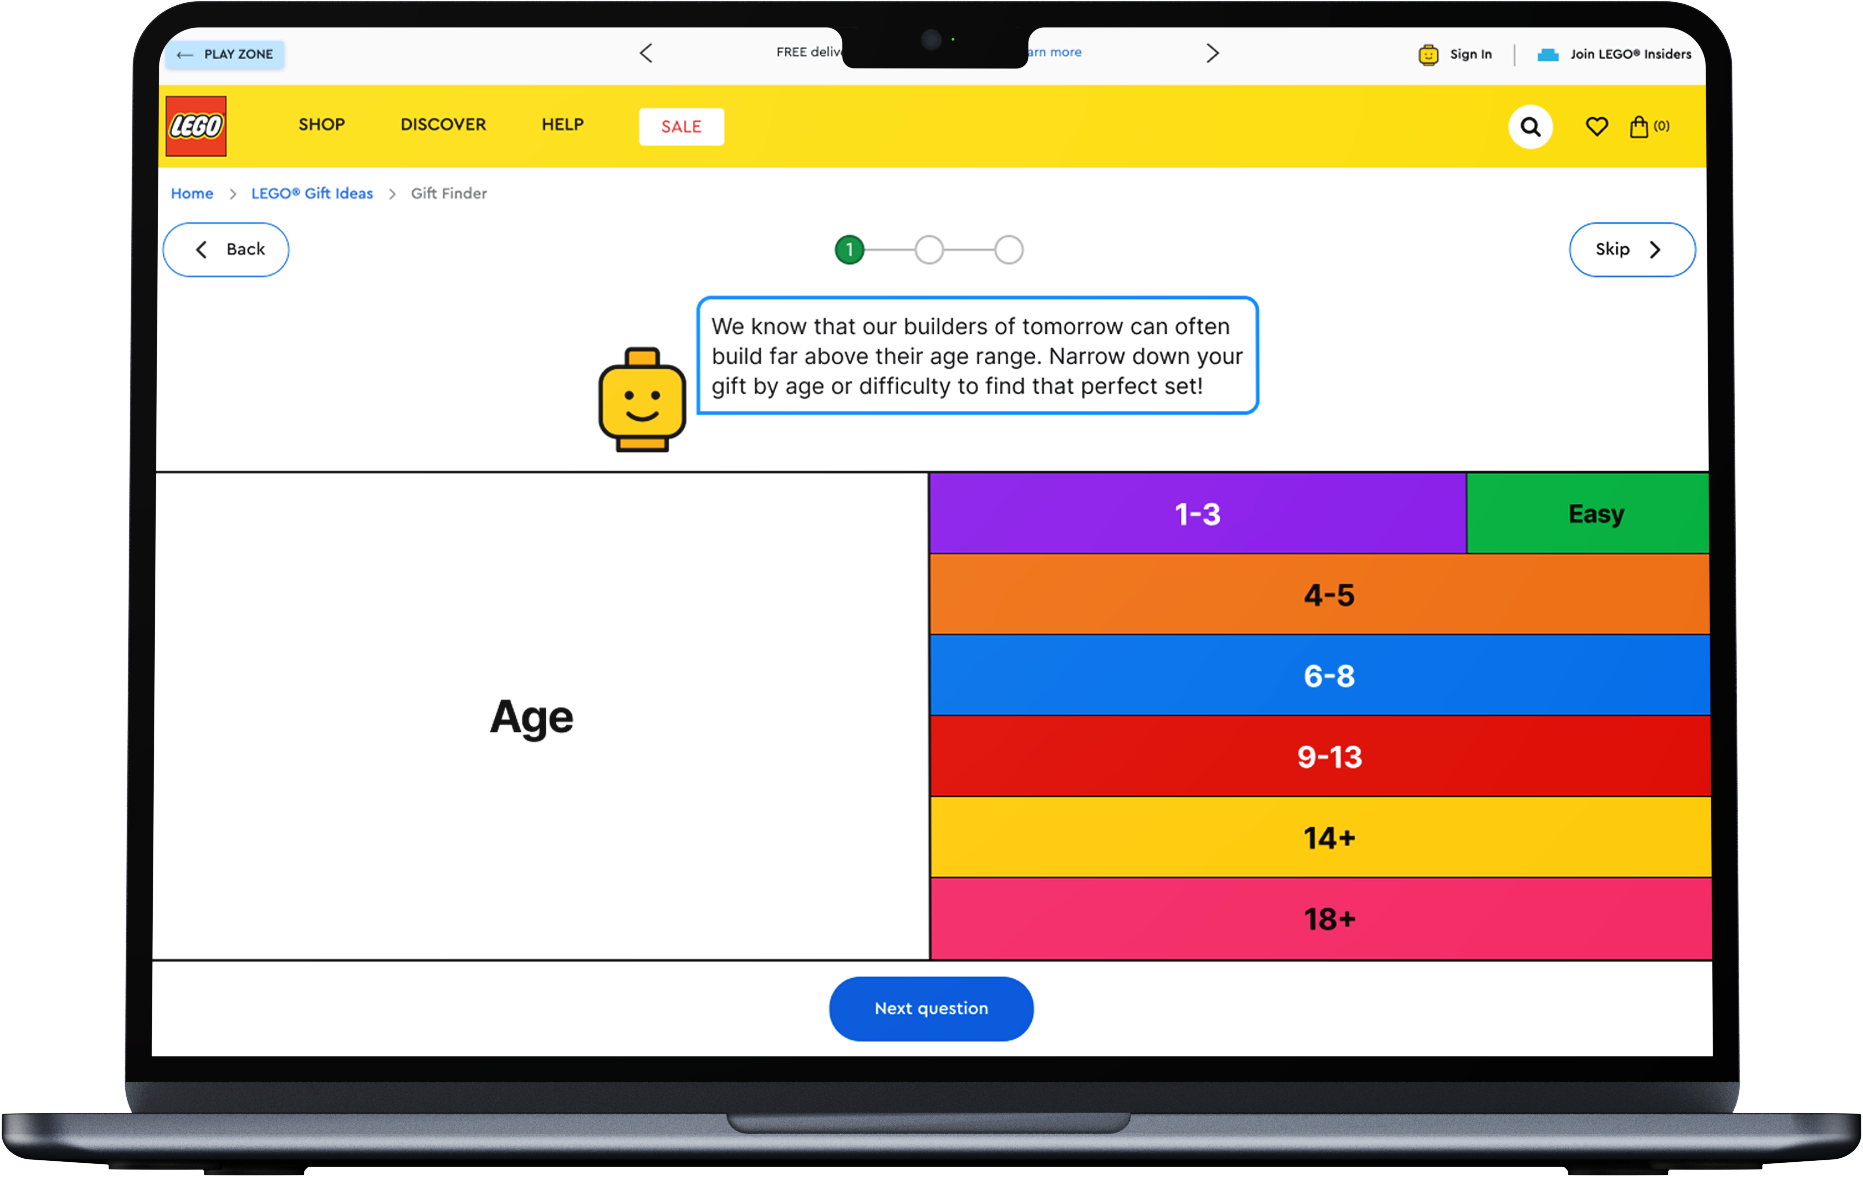 PLAY ZONE
FREE
more
Sign In
Join LEGO® Insiders
LEGO
SHOP
DISCOVER
HELP
SALE
(0)
Home
LEGO® Gift Ideas
Gift Finder
Back
1
Skip
We know that our builders of tomorrow can often
build far above their age range. Narrow down your
gift by age or difficulty to find that perfect set!
Age
1-3
Easy
4-5
6-8
9-13
14+
18+
Next question